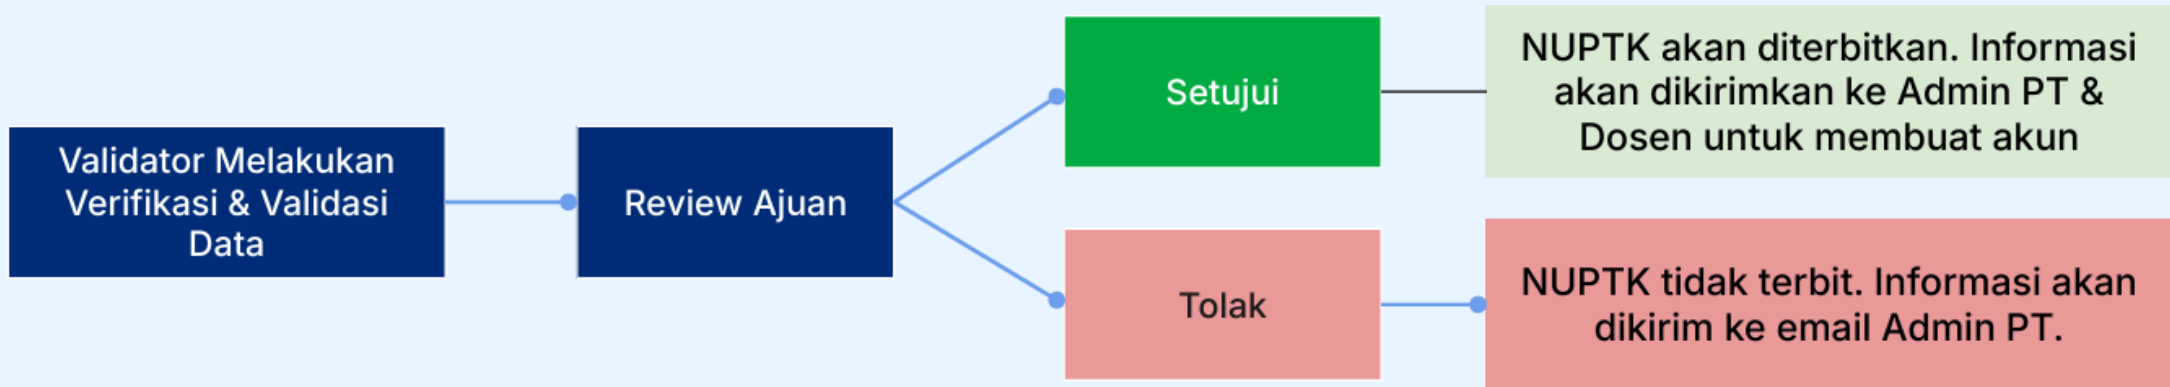 Validator Melakukan
Verifikasi & Validasi
Data
Review Ajuan
Setujui
NUPTK akan diterbitkan. Informasi
akan dikirimkan ke Admin PT &
Dosen untuk membuat akun
Tolak
NUPTK tidak terbit. Informasi akan
dikirim ke email Admin PT.